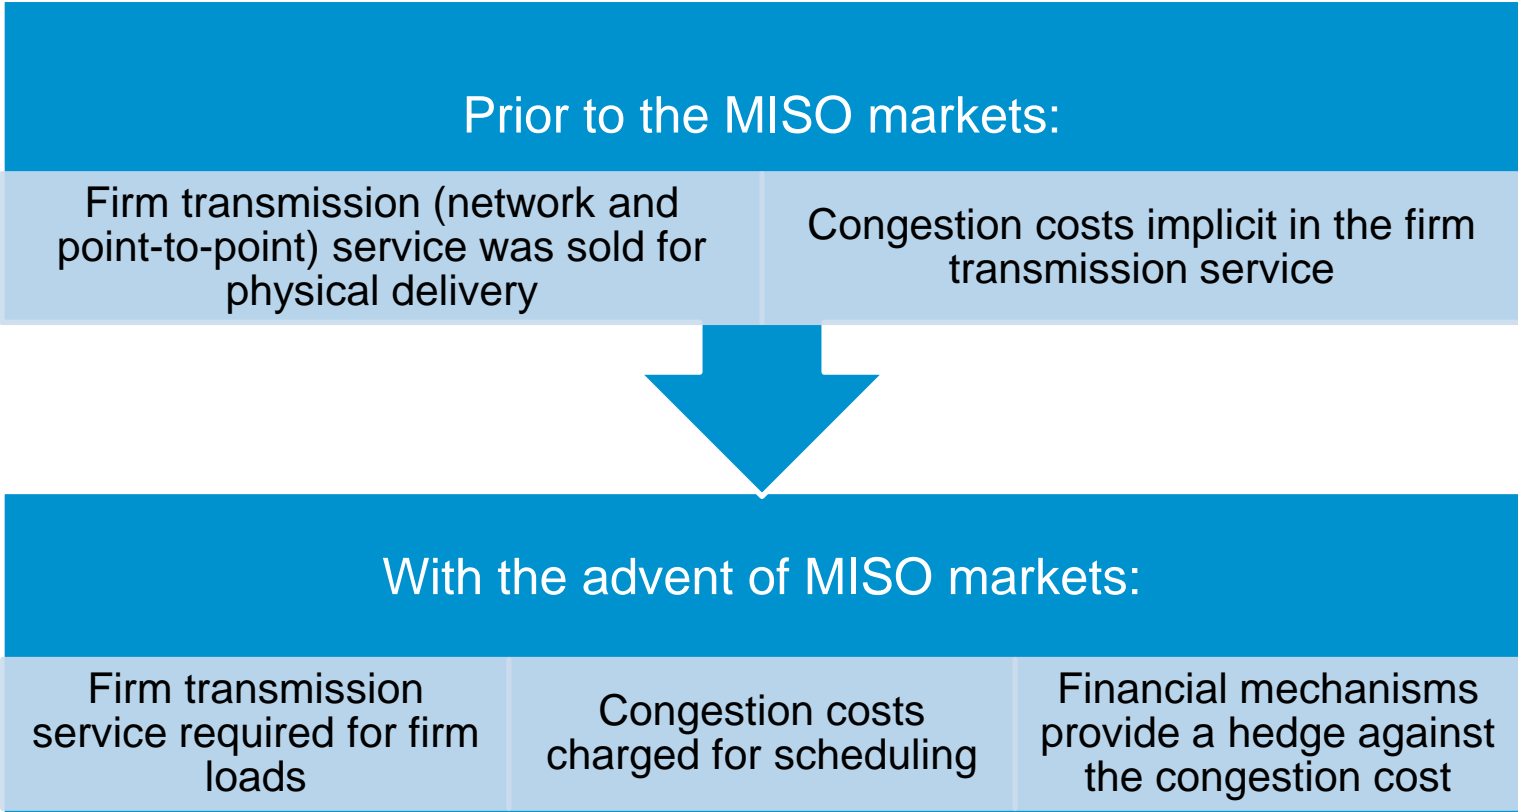 Prior to the MISO markets:
Firm transmission (network and
point-to-point) service was sold for
physical delivery
Congestion costs implicit in the firm
transmission service
With the advent of MISO markets:
Firm transmission
service required for firm
loads
Congestion costs
charged for scheduling
Financial mechanisms
provide a hedge against
the congestion cost